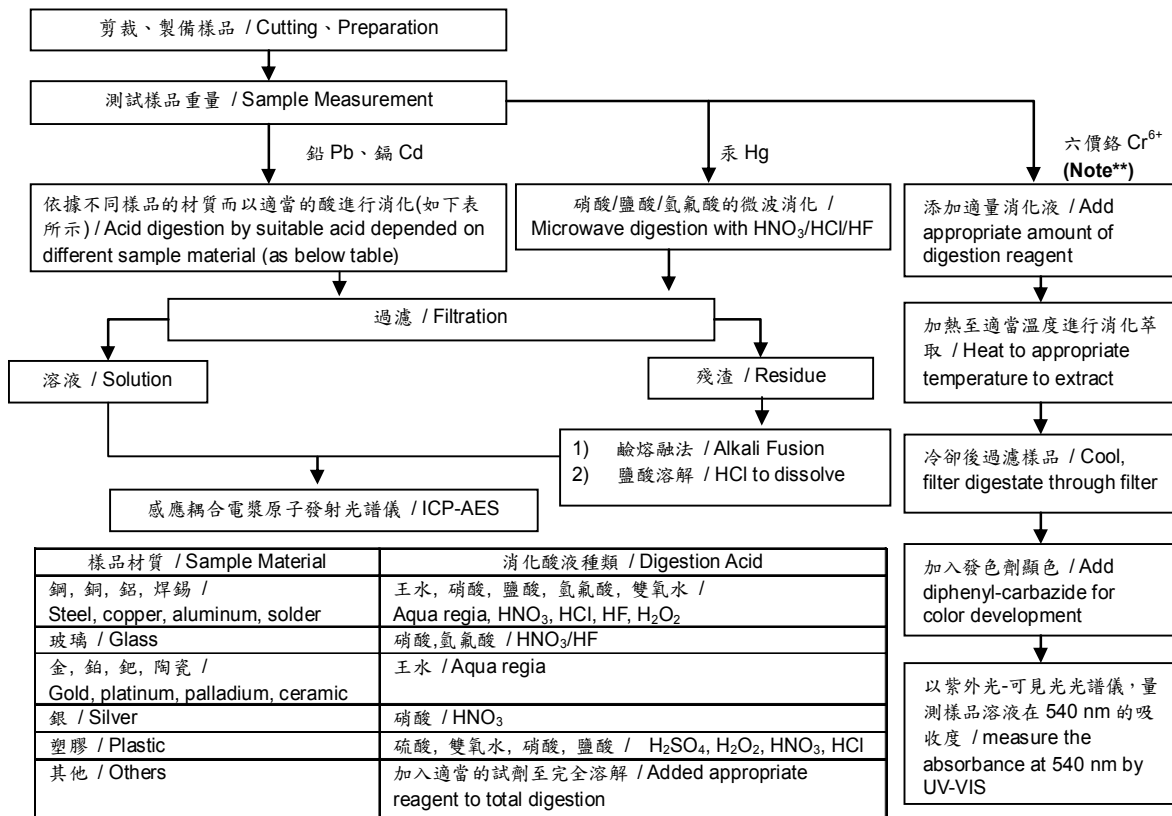 剪裁、製備樣品 / Cutting、Preparation
測試樣品重量 / Sample Measurement
鉛 Pb、鎘 Cd
汞 Hg
六價鉻 Cr6+
(Note**)
依據不同樣品的材質而以適當的酸進行消化(如下表
所示) / Acid digestion by suitable acid depended on
different sample material (as below table)
硝酸/鹽酸/氫氟酸的微波消化 /
Microwave digestion with HNO3/HCl/HF
添加適量消化液 / Add
appropriate amount of
digestion reagent
過濾 / Filtration
加熱至適當溫度進行消化萃
取 / Heat to appropriate
temperature to extract
溶液 / Solution
殘渣 / Residue
1) 鹼熔融法 / Alkali Fusion
2) 鹽酸溶解 / HCl to dissolve
冷卻後過濾樣品 / Cool,
filter digestate through filter
感應耦合電漿原子發射光譜儀 / ICP-AES
加入發色劑顯色 / Add
diphenyl-carbazide for
color development
以紫外光-可見光光譜儀，量
測樣品溶液在 540 nm 的吸
收度 / measure the
absorbance at 540 nm by
UV-VIS
樣品材質 / Sample Material
消化酸液種類 / Digestion Acid
鋼, 銅, 鋁, 焊錫 /
Steel, copper, aluminum, solder
王水, 硝酸, 鹽酸, 氫氟酸, 雙氧水 /
Aqua regia, HNO3, HCl, HF, H2O2
玻璃 / Glass
硝酸,氫氟酸 / HNO3/HF
金, 鉑, 鈀, 陶瓷 /
Gold, platinum, palladium, ceramic
王水 / Aqua regia
銀 / Silver
硝酸 / HNO3
塑膠 / Plastic
硫酸, 雙氧水, 硝酸, 鹽酸 / H2SO4, H2O2, HNO3, HCl
其他 / Others
加入適當的試劑至完全溶解 / Added appropriate
reagent to total digestion